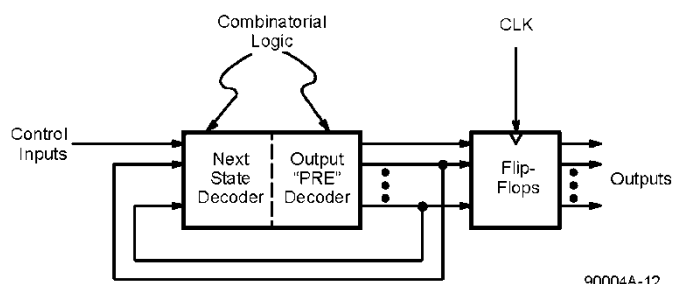 Combinatorial
Logic
CLK
Control
Inputs
Next
State
Decoder
Output
"PRE"
Decoder
Flip-
Flops
Outputs
90004A-12